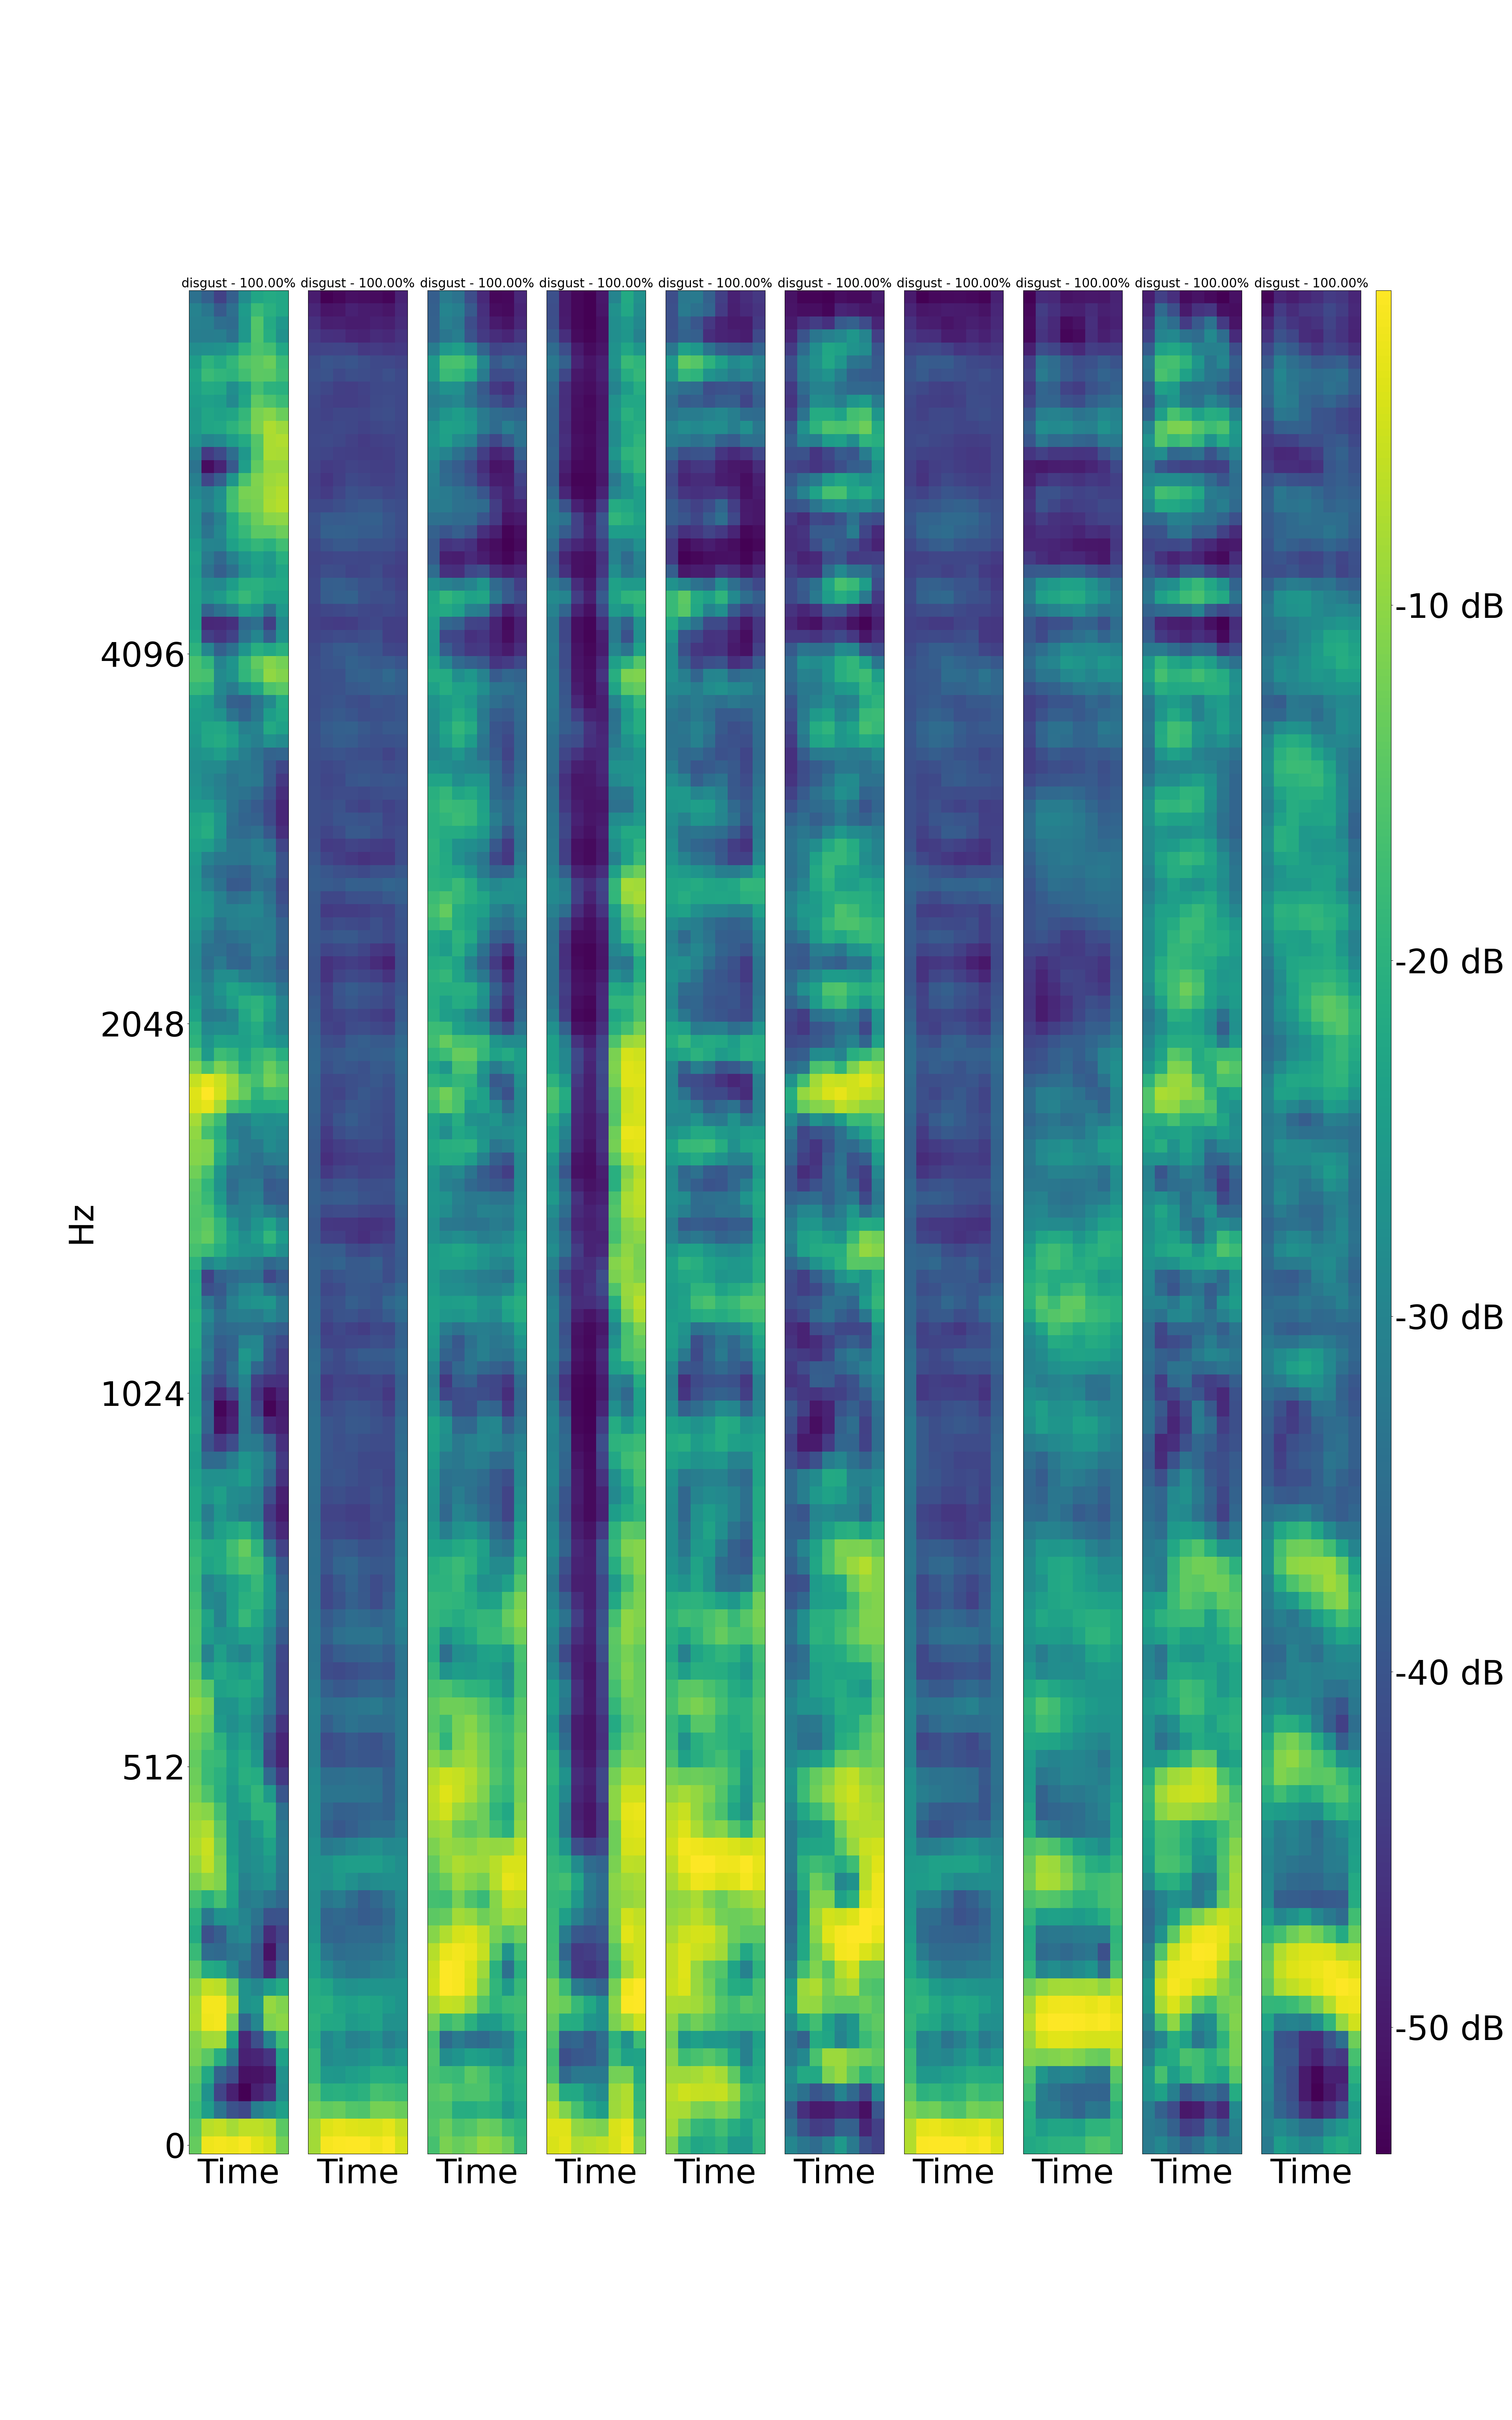 disgust - 100.00% disgust - 100.00% disgust - 100.00% disgust - 100.00% disgust - 100.00% disgust - 100.00% disgust - 100.00% disgust - 100.00% disgust - 100.00% disgust - 100.00%
Hz
4096
2048
1024
512
0
Time Time Time Time Time Time Time Time Time Time
-10 dB
-20 dB
-30 dB
-40 dB
-50 dB